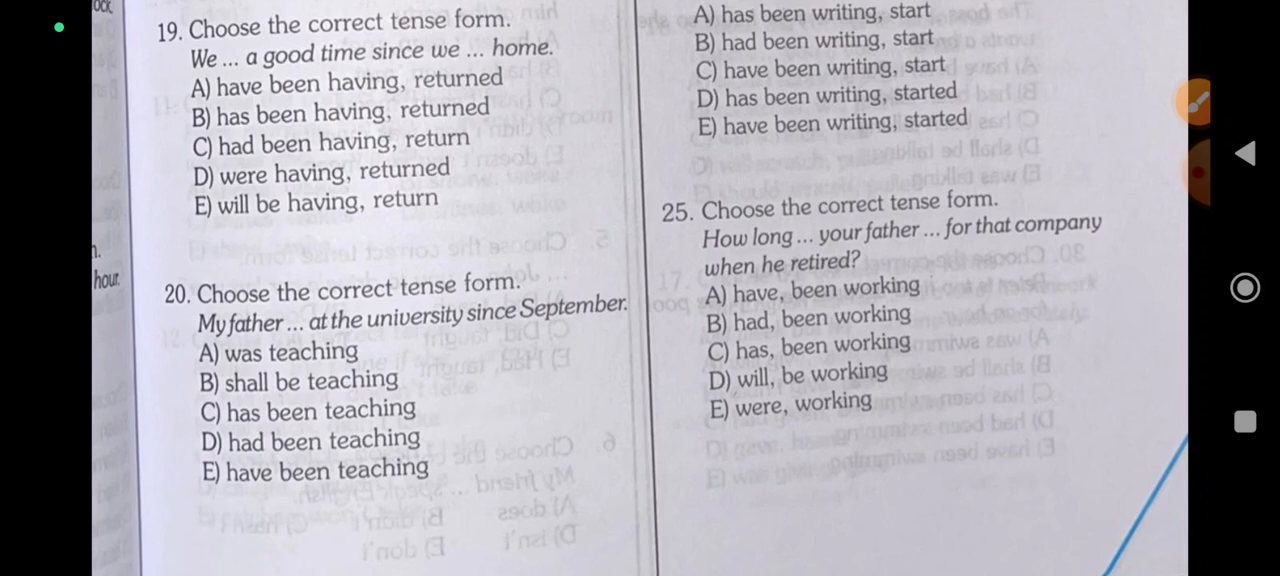 ock.
hour.
19. Choose the correct tense form.
We ... a good time since we ... home.
A) have been having, returned
B) has been having, returned
C) had been having, return
D) were having, returned
E) will be having, return
20. Choose the correct tense form.
My father ... at the university since September.
A) was teaching
B) shall be teaching
C) has been teaching
D) had been teaching
E) have been teaching
A) has been writing, start
B) had been writing, start
C) have been writing, start
D) has been writing, started
E) have been writing, started
25. Choose the correct tense form.
How long ... your father ... for that company
when he retired?
A) have, been working
B) had, been working
C) has, been working
D) will, be working
E) were, working